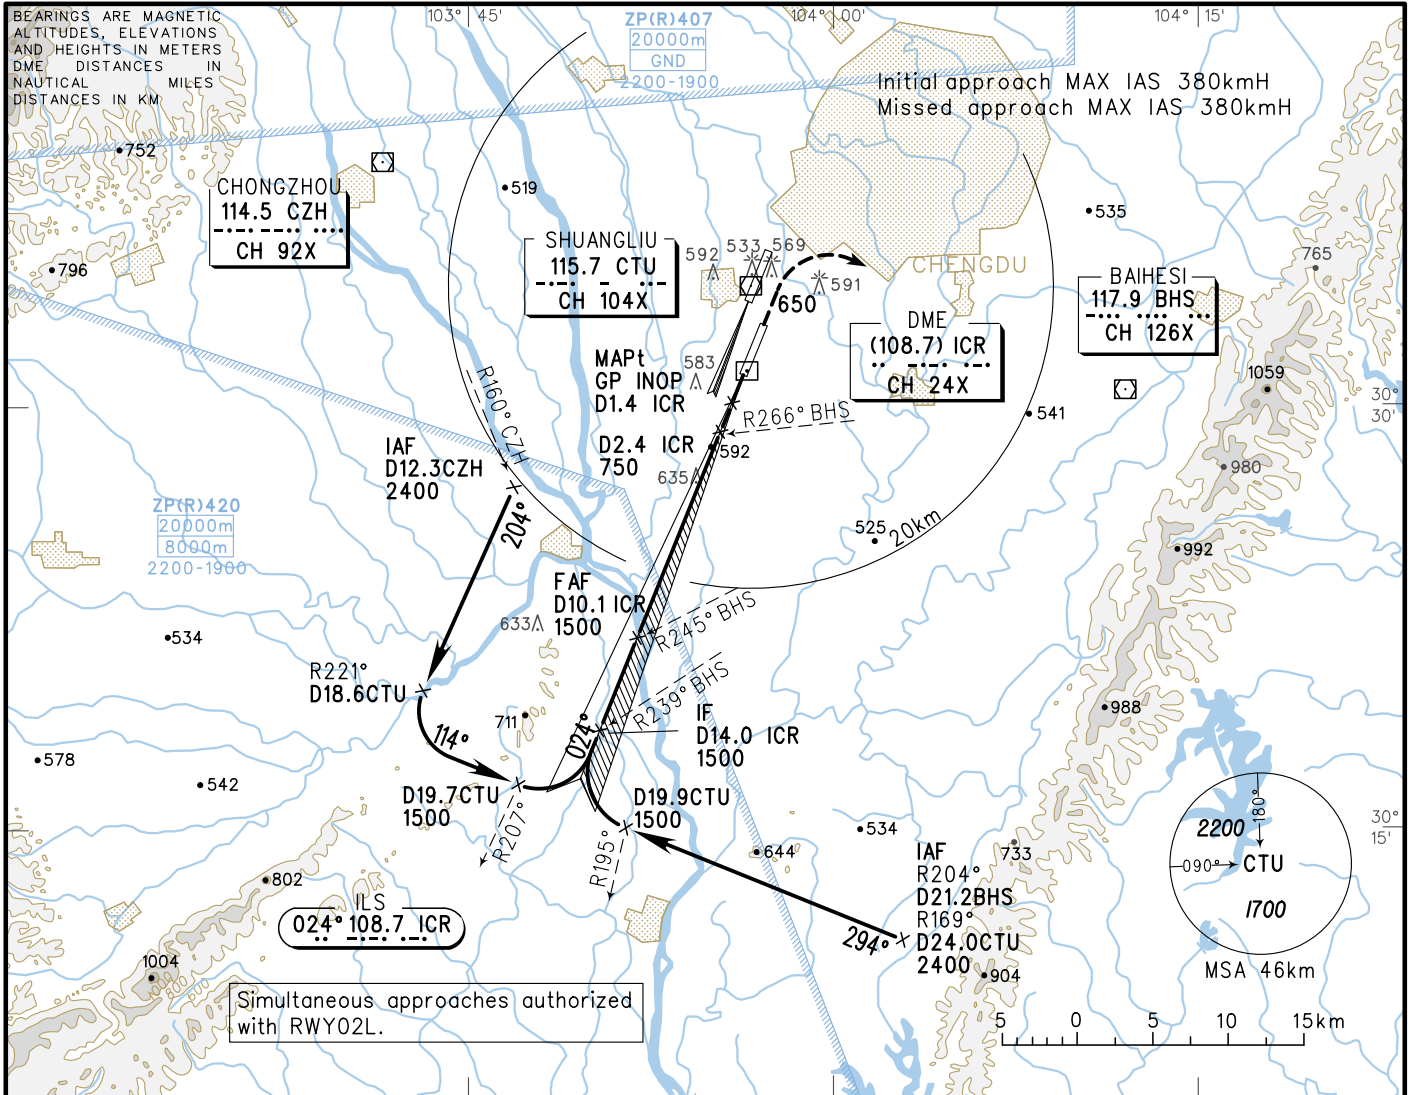 BEARINGS ARE MAGNETIC
ALTITUDES, ELEVATIONS
AND HEIGHTS IN METERS
DME DISTANCES IN
NAUTICAL MILES
DISTANCES IN KM
103°45'
104°00'
104°15'
ZP(R)407
20000m
GND
2200-1900
Initial approach MAX IAS 380kmH
Missed approach MAX IAS 380kmH
752
519
535
796
765
CHONGZHOU
114.5 CZH
CH 92X
SHUANGLIU
115.7 CTU
CH 104X
592
533
569
591
650
CHENGDU
BAIHESI
117.9 BHS
CH 126X
DME
(108.7) ICR
CH 24X
MAPt
GP INOP
D1.4 ICR
583
1059
30°
30'
541
R160° CZH
R266° BHS
IAF
D12.3CZH
2400
D2.4 ICR
750
592
635
980
204°
ZP(R)420
20000m
8000m
2200-1900
525
20km
992
FAF
D10.1 ICR
1500
633
534
R245° BHS
R221°
D18.6CTU
R239° BHS
711
024°
IF
D14.0 ICR
1500
988
114°
578
542
D19.7CTU
1500
R207°
D19.9CTU
1500
R195°
534
644
733
30°
15'
2200
180°
090°
CTU
1700
MSA 46km
IAF
R204°
D21.2BHS
R169°
D24.0CTU
2400
294°
904
802
ILS
024° 108.7 ICR
1004
Simultaneous approaches authorized
with RWY02L.
5 0 5 10 15km